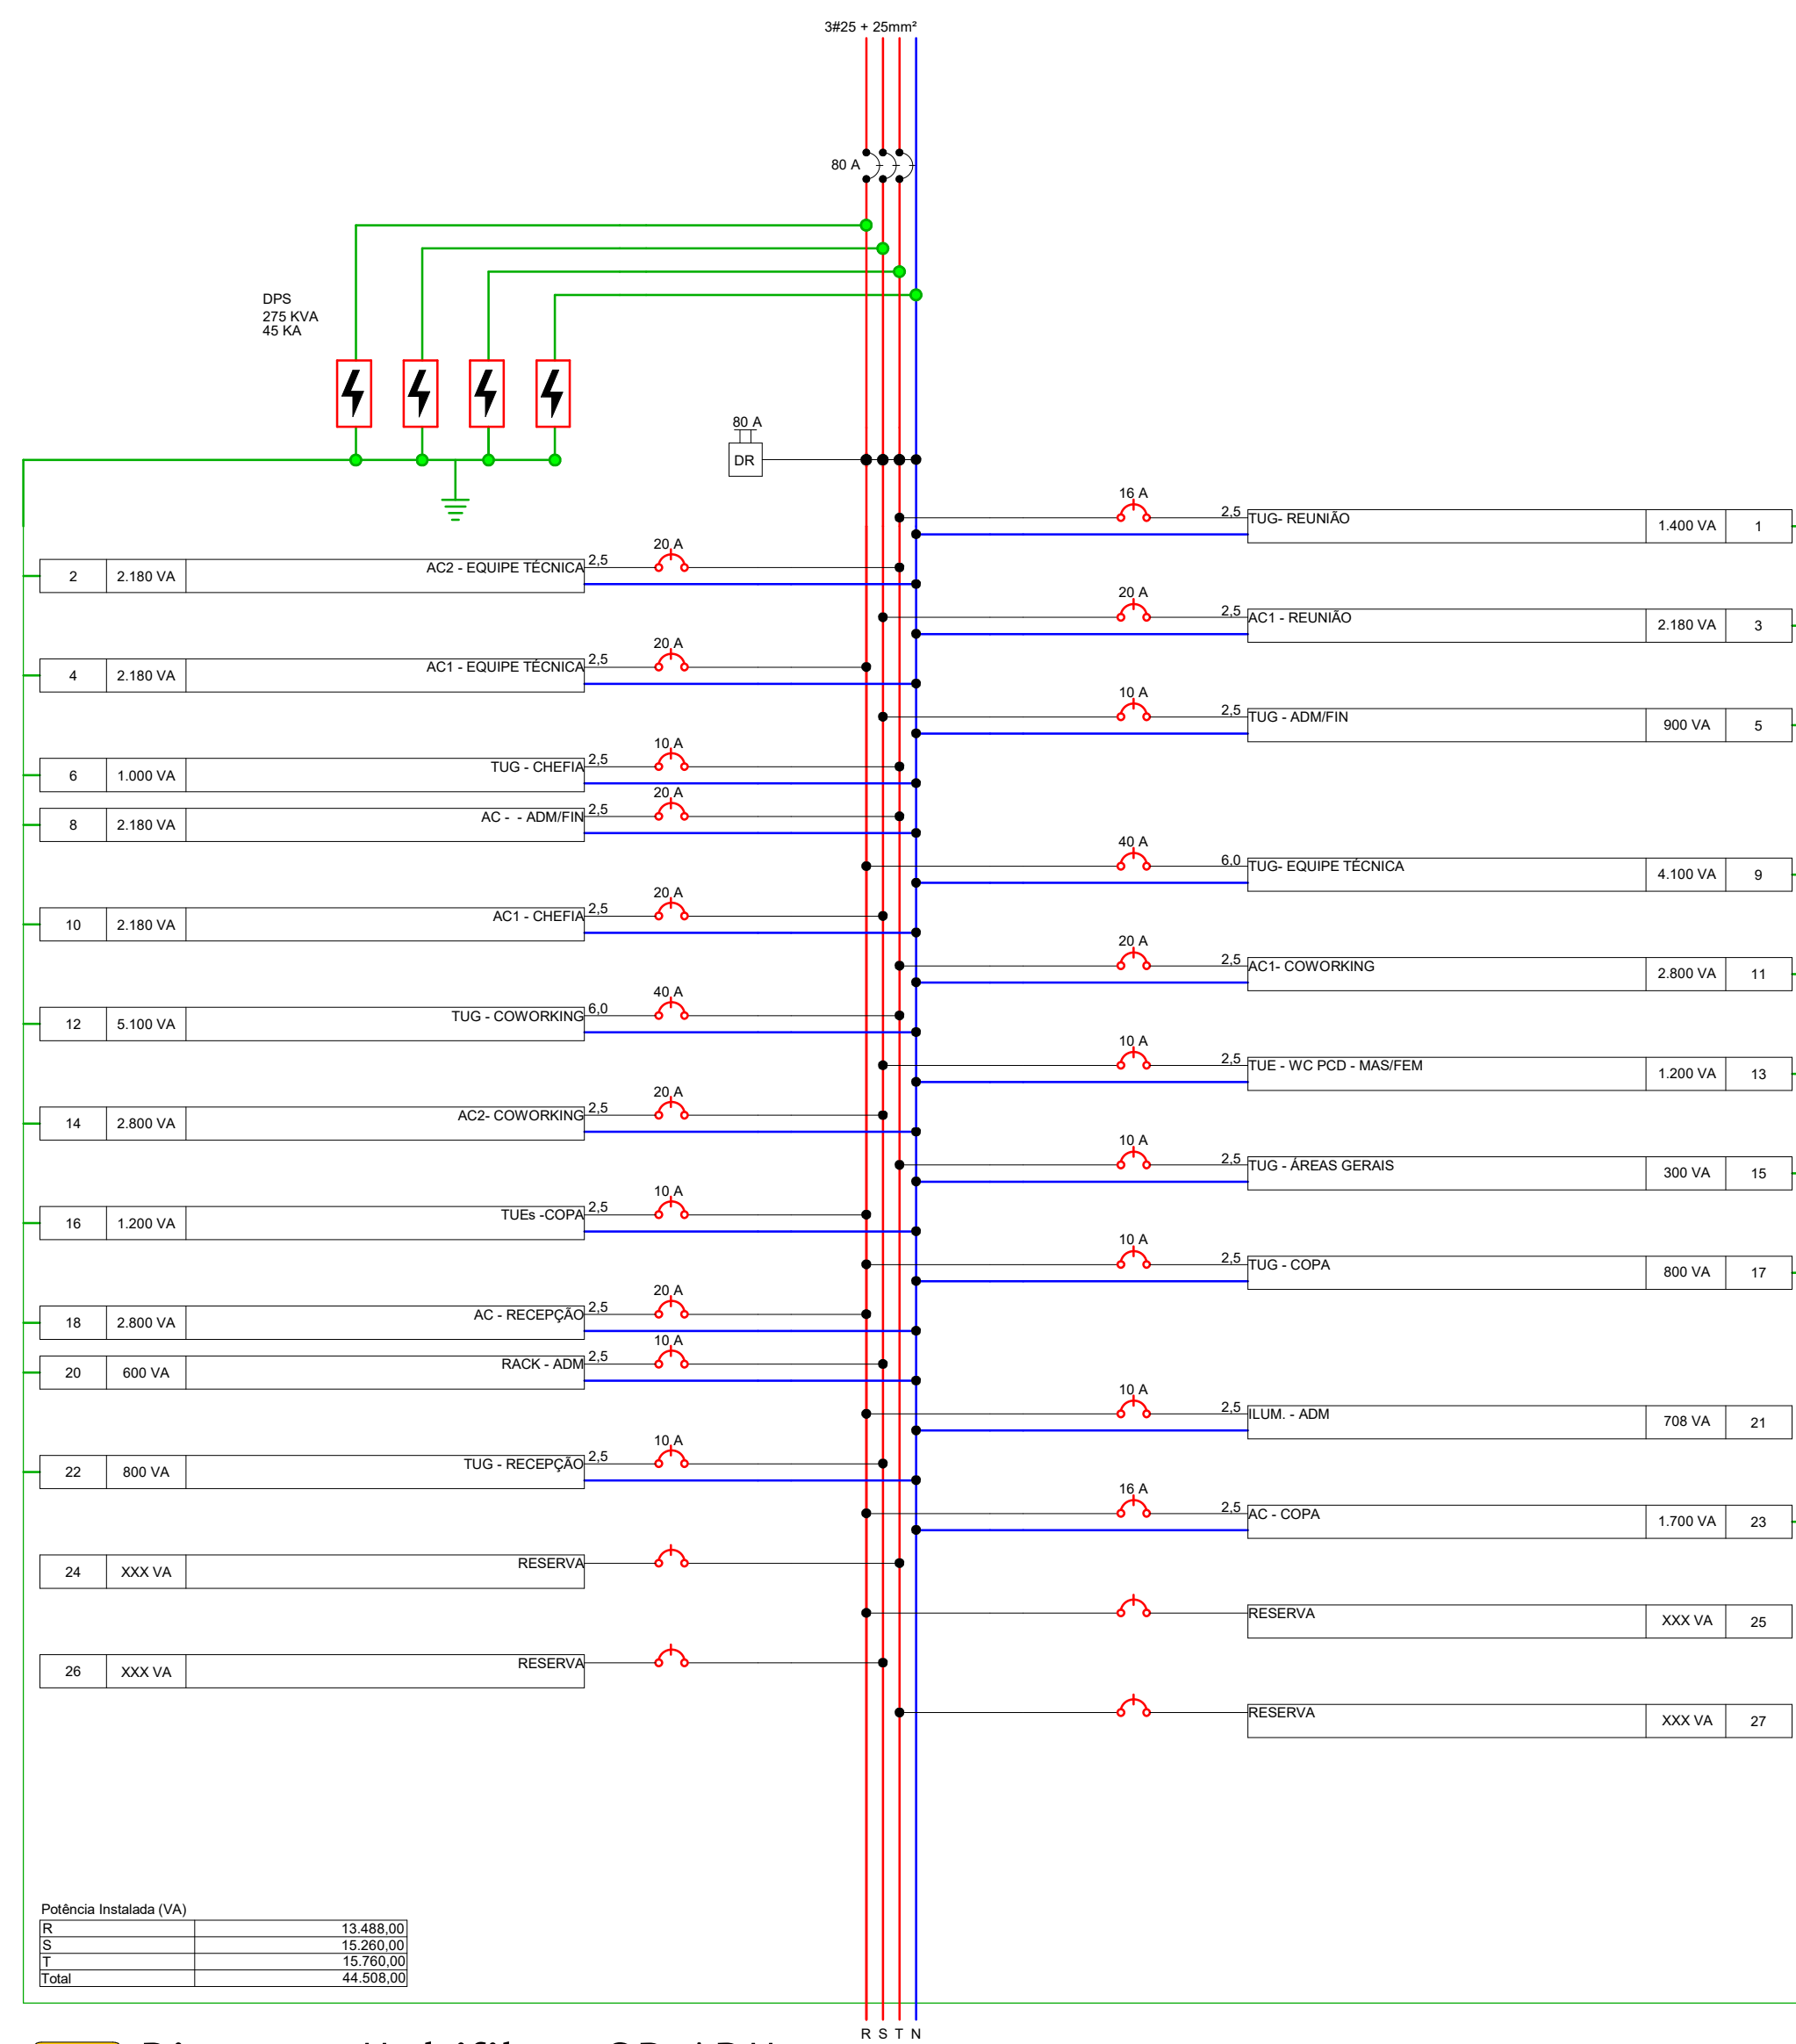 3#25 + 25mm²
80 A
DPS
275 KVA
45 KA
80 A
DR
16 A
2,5 TUG- REUNIÃO 1.400 VA 1
20 A
2 2.180 VA AC2 - EQUIPE TÉCNICA 2,5
20 A
2,5 AC1 - REUNIÃO 2.180 VA 3
20 A
4 2.180 VA AC1 - EQUIPE TÉCNICA 2,5
10 A
2,5 TUG - ADM/FIN 900 VA 5
10 A
6 1.000 VA TUG - CHEFIA 2,5
20 A
8 2.180 VA AC - - ADM/FIN 2,5
40 A
6,0 TUG- EQUIPE TÉCNICA 4.100 VA 9
20 A
10 2.180 VA AC1 - CHEFIA 2,5
20 A
2,5 AC1- COWORKING 2.800 VA 11
40 A
12 5.100 VA TUG - COWORKING 6,0
10 A
2,5 TUE - WC PCD - MAS/FEM 1.200 VA 13
20 A
14 2.800 VA AC2- COWORKING 2,5
10 A
2,5 TUG - ÁREAS GERAIS 300 VA 15
10 A
16 1.200 VA TUEs -COPA 2,5
10 A
2,5 TUG - COPA 800 VA 17
20 A
18 2.800 VA AC - RECEPÇÃO 2,5
10 A
20 600 VA RACK - ADM 2,5
10 A
2,5 ILUM. - ADM 708 VA 21
10 A
22 800 VA TUG - RECEPÇÃO 2,5
16 A
2,5 AC - COPA 1.700 VA 23
24 XXX VA RESERVA
RESERVA XXX VA 25
26 XXX VA RESERVA
RESERVA XXX VA 27
Potência Instalada (VA)
R 13.488,00
S 15.260,00
T 15.760,00
Total 44.508,00
R S T N